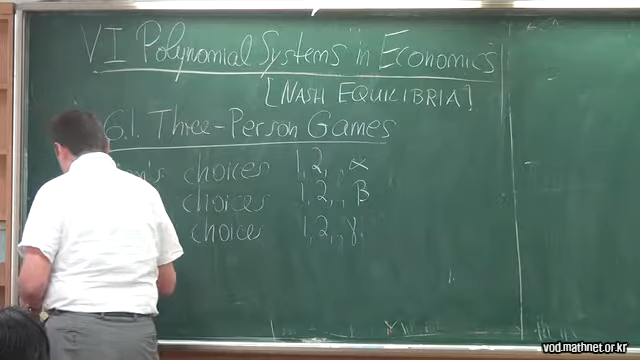 VI Polynomial Systems in Economics
[NASH EQUILIBRIA]
6.1. Three-Person Games
choices 1,2,.,α
choices 1,2,.,β
choice 1,2,.,γ.
vod.mathnet.or.kr